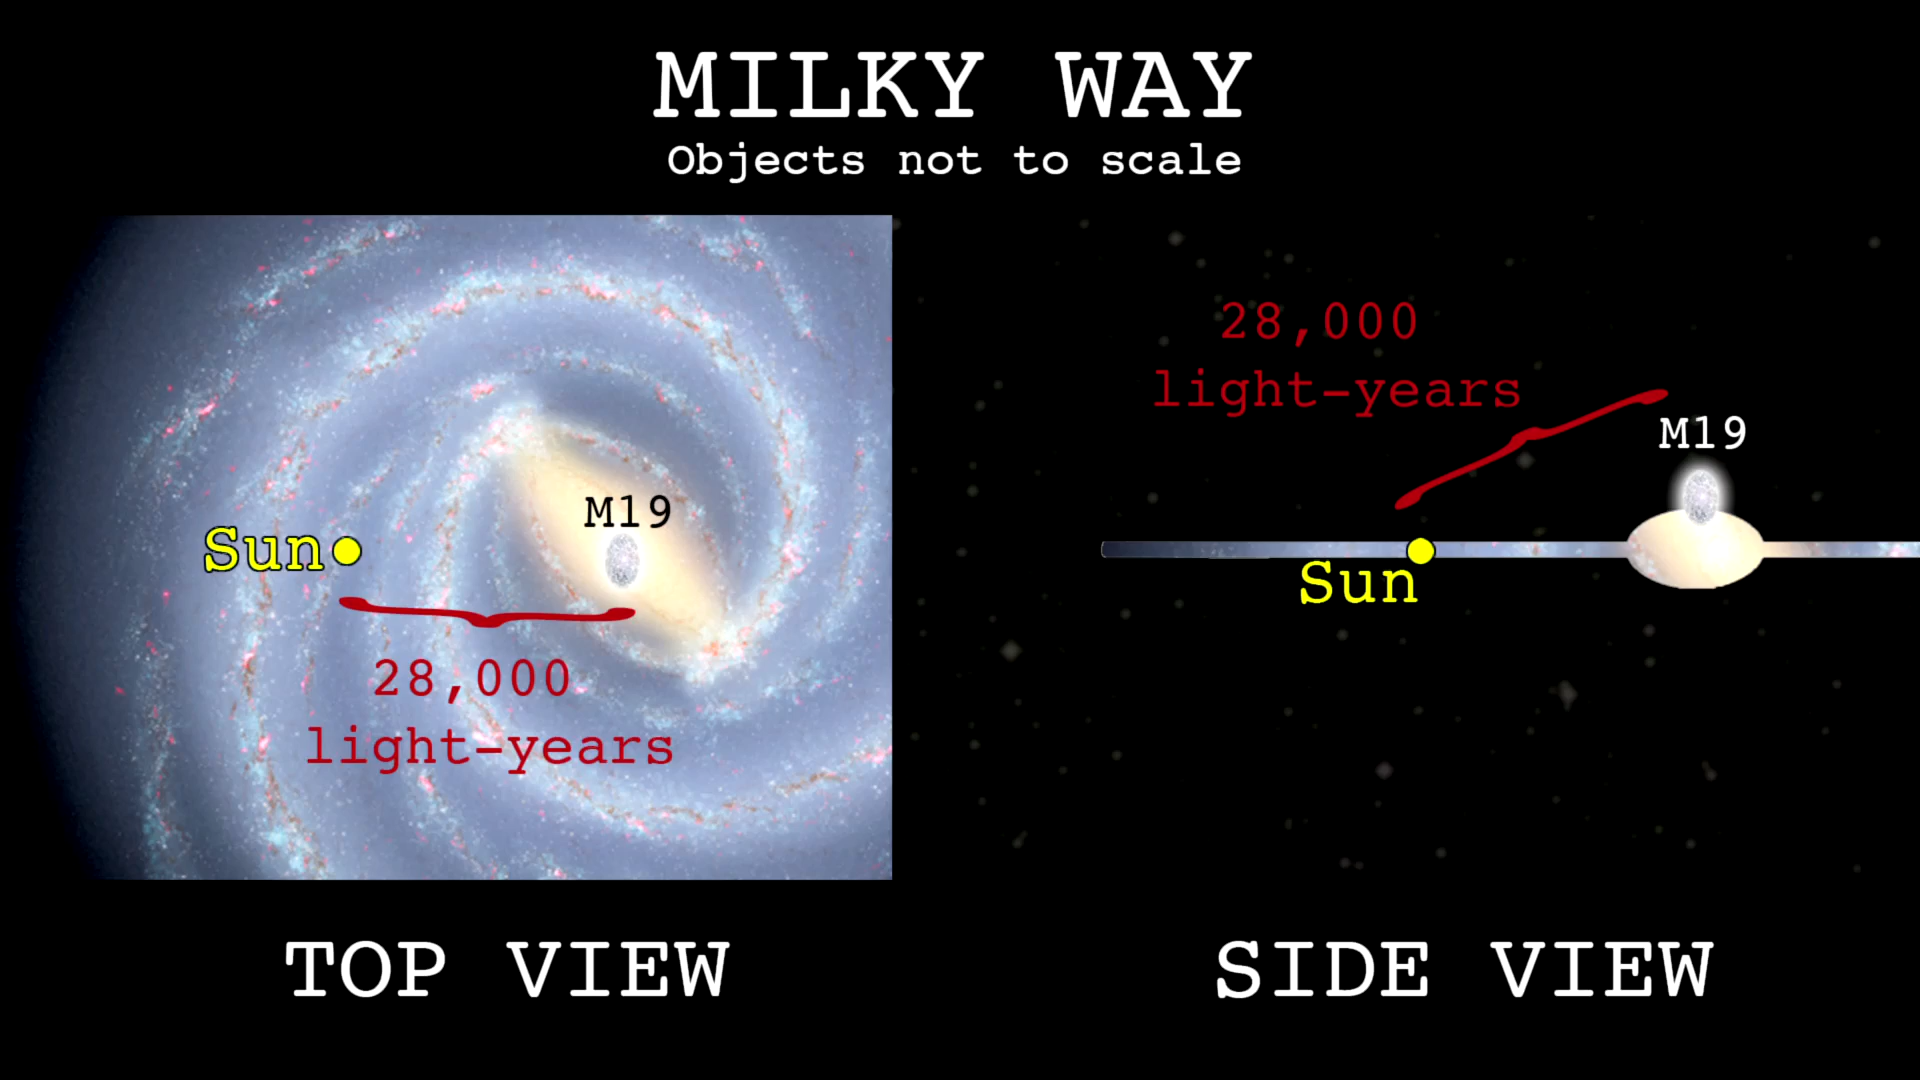 MILKY WAY
Objects not to scale
M19
Sun
28,000
light-years
TOP VIEW
28,000
light-years
M19
Sun
SIDE VIEW